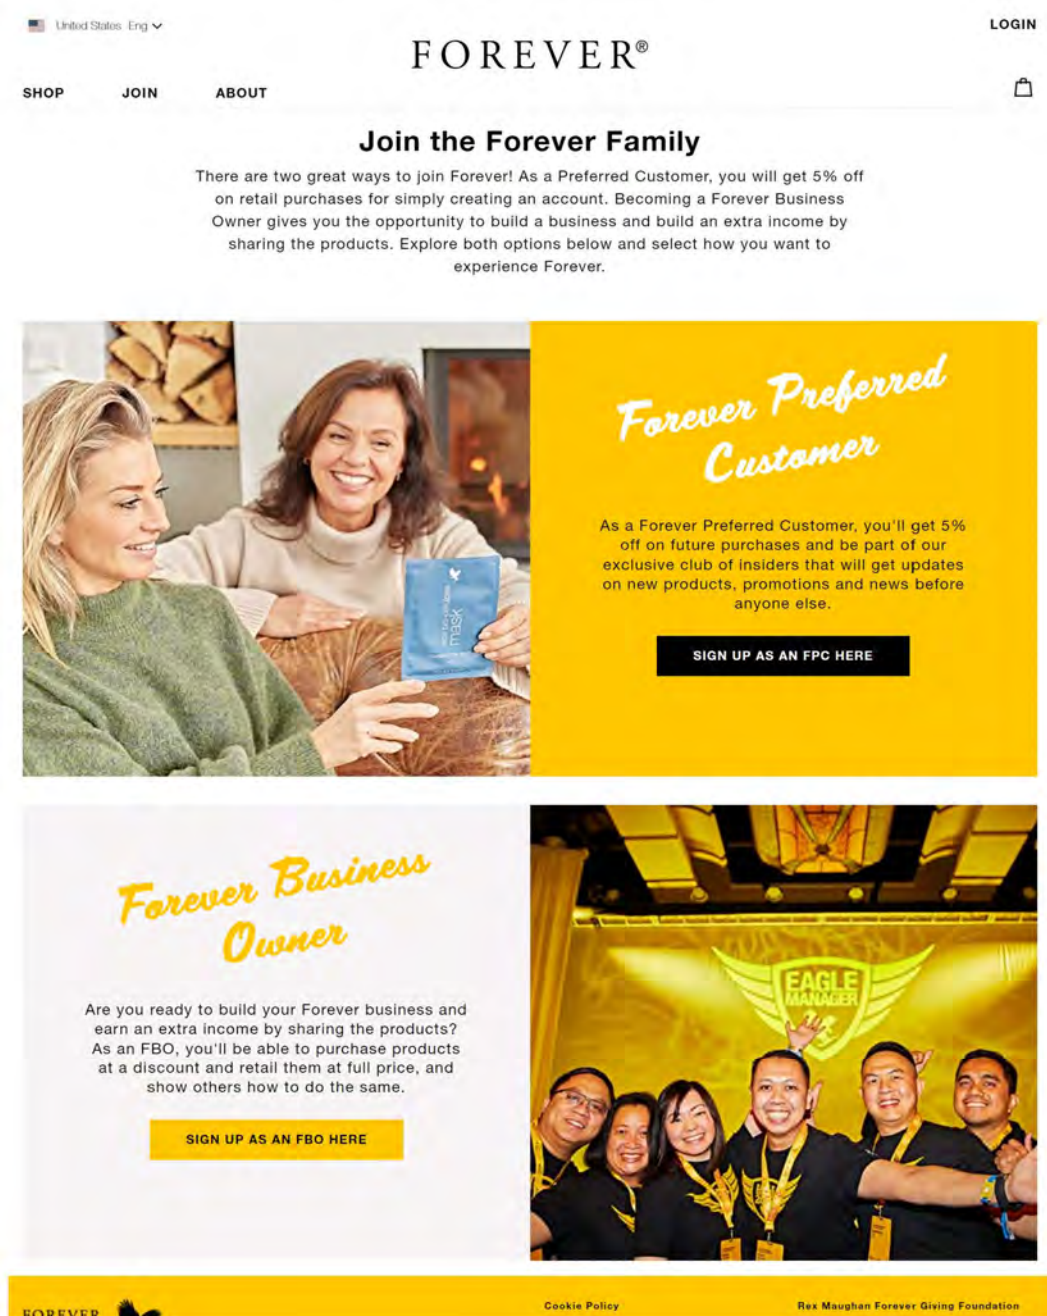 United States Eng
LOGIN
FOREVER®
SHOP JOIN ABOUT
Join the Forever Family
There are two great ways to join Forever! As a Preferred Customer, you will get 5% off
on retail purchases for simply creating an account. Becoming a Forever Business
Owner gives you the opportunity to build a business and build an extra income by
sharing the products. Explore both options below and select how you want to
experience Forever.
Forever Preferred
Customer
As a Forever Preferred Customer, you'll get 5%
off on future purchases and be part of our
exclusive club of insiders that will get updates
on new products, promotions and news before
anyone else.
SIGN UP AS AN FPC HERE
mask
Forever Business
Owner
Are you ready to build your Forever business and
earn an extra income by sharing the products?
As an FBO, you'll be able to purchase products
at a discount and retail them at full price, and
show others how to do the same.
SIGN UP AS AN FBO HERE
EAGLE
MANAGER
FOREVER
Cookie Policy
Rex Maughan Forever Giving Foundation